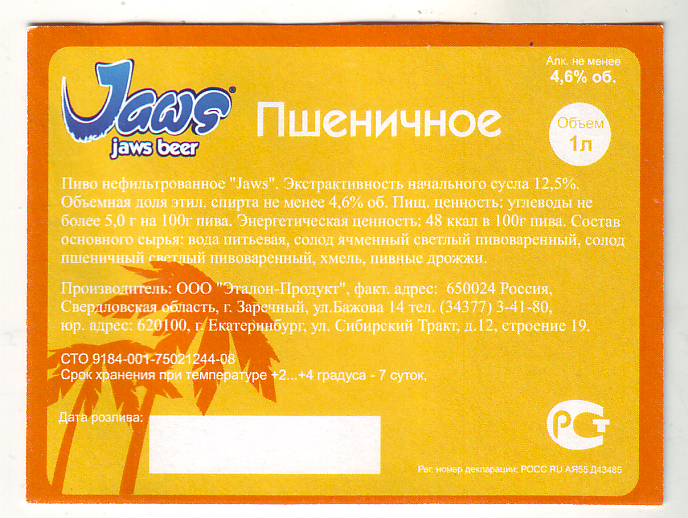 Jaws®
jaws beer
Пшеничное
Алк. не менее
4,6% об.
Объем
1л
Пиво нефильтрованное "Jaws". Экстрактивность начального сусла 12,5%.
Объемная доля этил. спирта не менее 4,6% об. Пищ. ценность: углеводы не
более 5,0 г на 100г пива. Энергетическая ценность: 48 ккал в 100г пива. Состав
основного сырья: вода питьевая, солод ячменный светлый пивоваренный, солод
пшеничный светлый пивоваренный, хмель, пивные дрожжи.
Производитель: ООО "Эталон-Продукт", факт. адрес: 650024 Россия,
Свердловская область, г. Заречный, ул.Бажова 14 тел. (34377) 3-41-80,
юр. адрес: 620100, г. Екатеринбург, ул. Сибирский Тракт, д.12, строение 19.
СТО 9184-001-75021244-08
Срок хранения при температуре +2...+4 градуса - 7 суток,
Дата розлива:
РСТ
Рег. номер декларации: РОСС RU АЯ55 Д43485